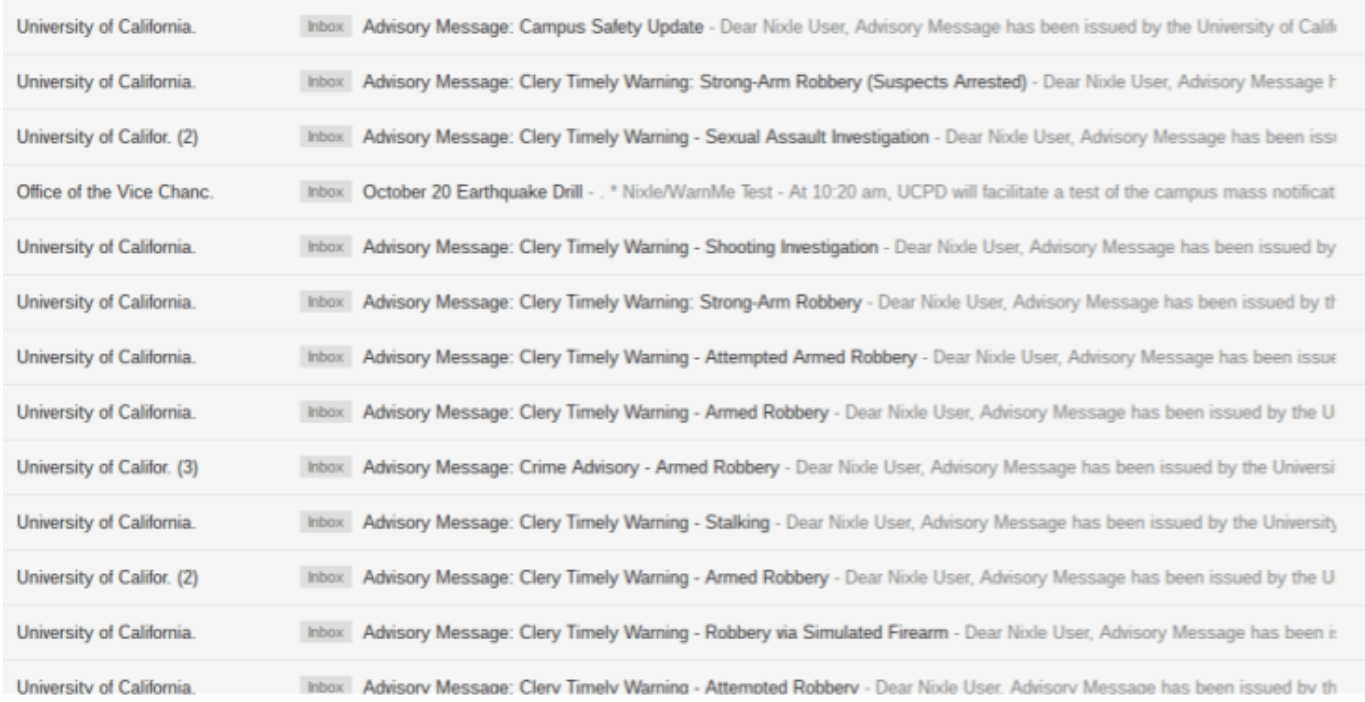 University of California. Inbox Advisory Message: Campus Safety Update - Dear Nixle User, Advisory Message has been issued by the University of Calif
University of California. Inbox Advisory Message: Clery Timely Warning: Strong-Arm Robbery (Suspects Arrested) - Dear Nixle User, Advisory Message h
University of Califor. (2) Inbox Advisory Message: Clery Timely Warning - Sexual Assault Investigation - Dear Nixle User, Advisory Message has been issu
Office of the Vice Chanc. Inbox October 20 Earthquake Drill - . * Nixle/WarnMe Test - At 10:20 am, UCPD will facilitate a test of the campus mass notificat
University of California. Inbox Advisory Message: Clery Timely Warning - Shooting Investigation - Dear Nixle User, Advisory Message has been issued by
University of California. Inbox Advisory Message: Clery Timely Warning: Strong-Arm Robbery - Dear Nixle User, Advisory Message has been issued by th
University of California. Inbox Advisory Message: Clery Timely Warning - Attempted Armed Robbery - Dear Nixle User, Advisory Message has been issue
University of California. Inbox Advisory Message: Clery Timely Warning - Armed Robbery - Dear Nixle User, Advisory Message has been issued by the U
University of Califor. (3) Inbox Advisory Message: Crime Advisory - Armed Robbery - Dear Nixle User, Advisory Message has been issued by the Universi
University of California. Inbox Advisory Message: Clery Timely Warning - Stalking - Dear Nixle User, Advisory Message has been issued by the University
University of Califor. (2) Inbox Advisory Message: Clery Timely Warning - Armed Robbery - Dear Nixle User, Advisory Message has been issued by the U
University of California. Inbox Advisory Message: Clery Timely Warning - Robbery via Simulated Firearm - Dear Nixle User, Advisory Message has been is
University of California. Inbox Advisory Message: Clery Timely Warning - Attempted Robbery - Dear Nixle User, Advisory Message has been issued by th